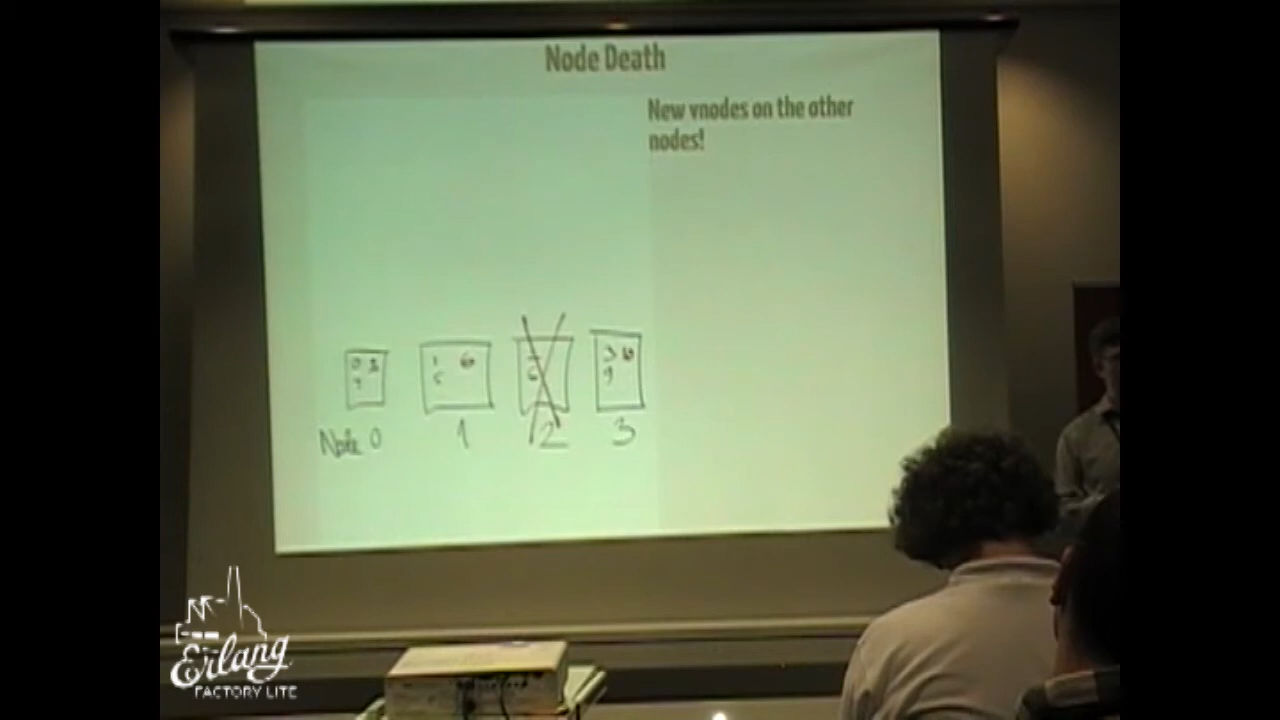 Node Death
New vnodes on the other
nodes!
Node 0 1 2 3
Erlang
FACTORY LITE